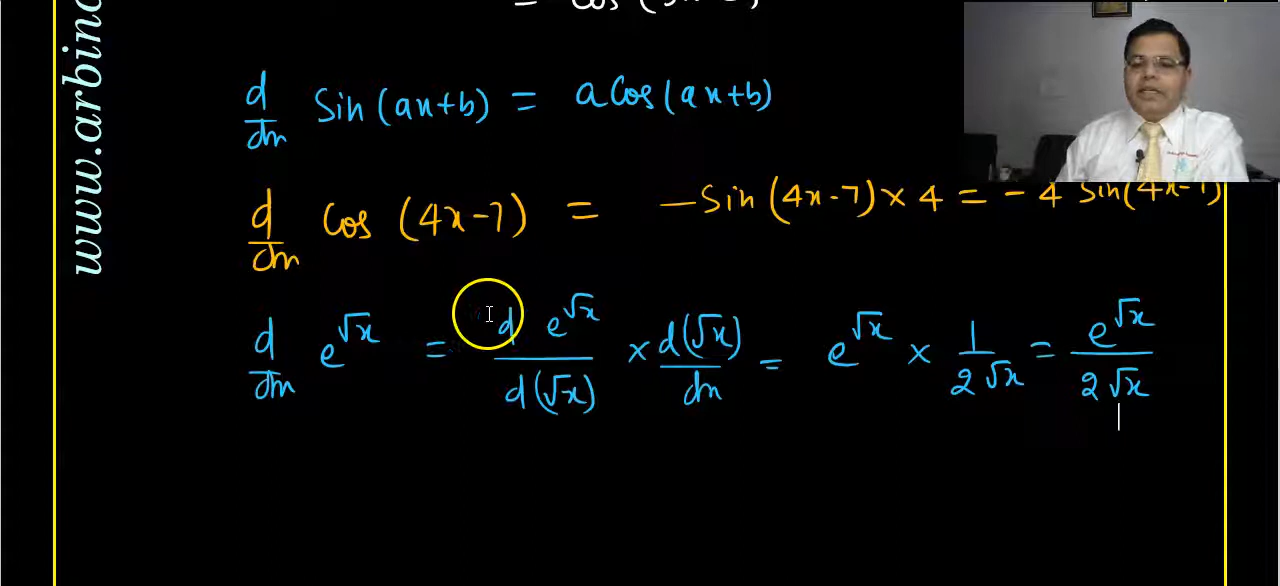 = cos (
www.arbind
d/dx Sin (ax+b) = a Cos (ax+b)
d/dx Cos (4x-7) = -Sin (4x-7) × 4 = -4 Sin(4x-7)
d/dx e^√x = d e^√x / d(√x) × d(√x)/dx = e^√x × 1/2√x = e^√x / 2√x